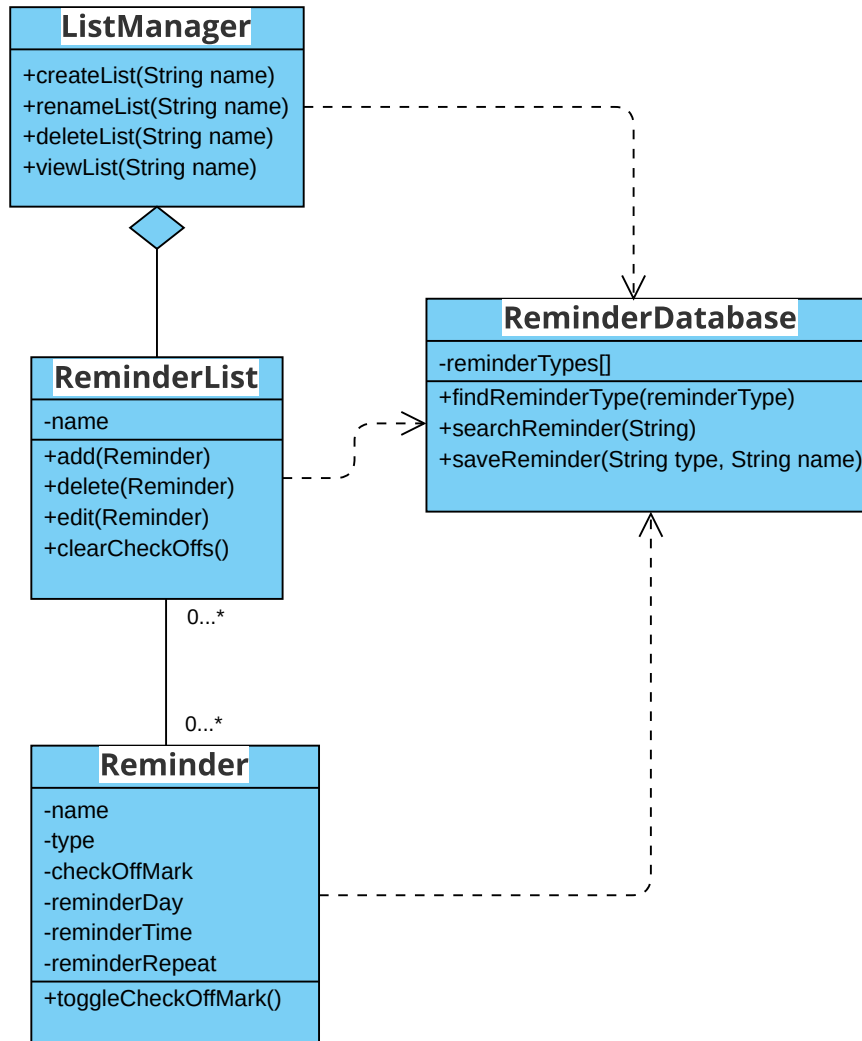 ListManager
+createList(String name)
+renameList(String name)
+deleteList(String name)
+viewList(String name)
ReminderDatabase
-reminderTypes[]
+findReminderType(reminderType)
+searchReminder(String)
+saveReminder(String type, String name)
ReminderList
-name
+add(Reminder)
+delete(Reminder)
+edit(Reminder)
+clearCheckOffs()
0...*
0...*
Reminder
-name
-type
-checkOffMark
-reminderDay
-reminderTime
-reminderRepeat
+toggleCheckOffMark()